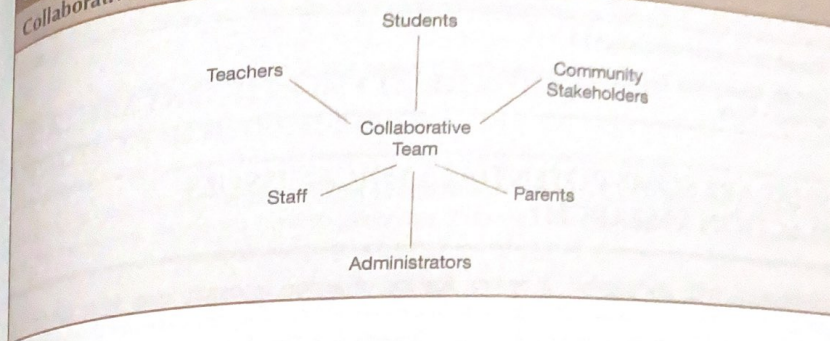 Students
Teachers
Community
Stakeholders
Collaborative
Team
Staff
Parents
Administrators